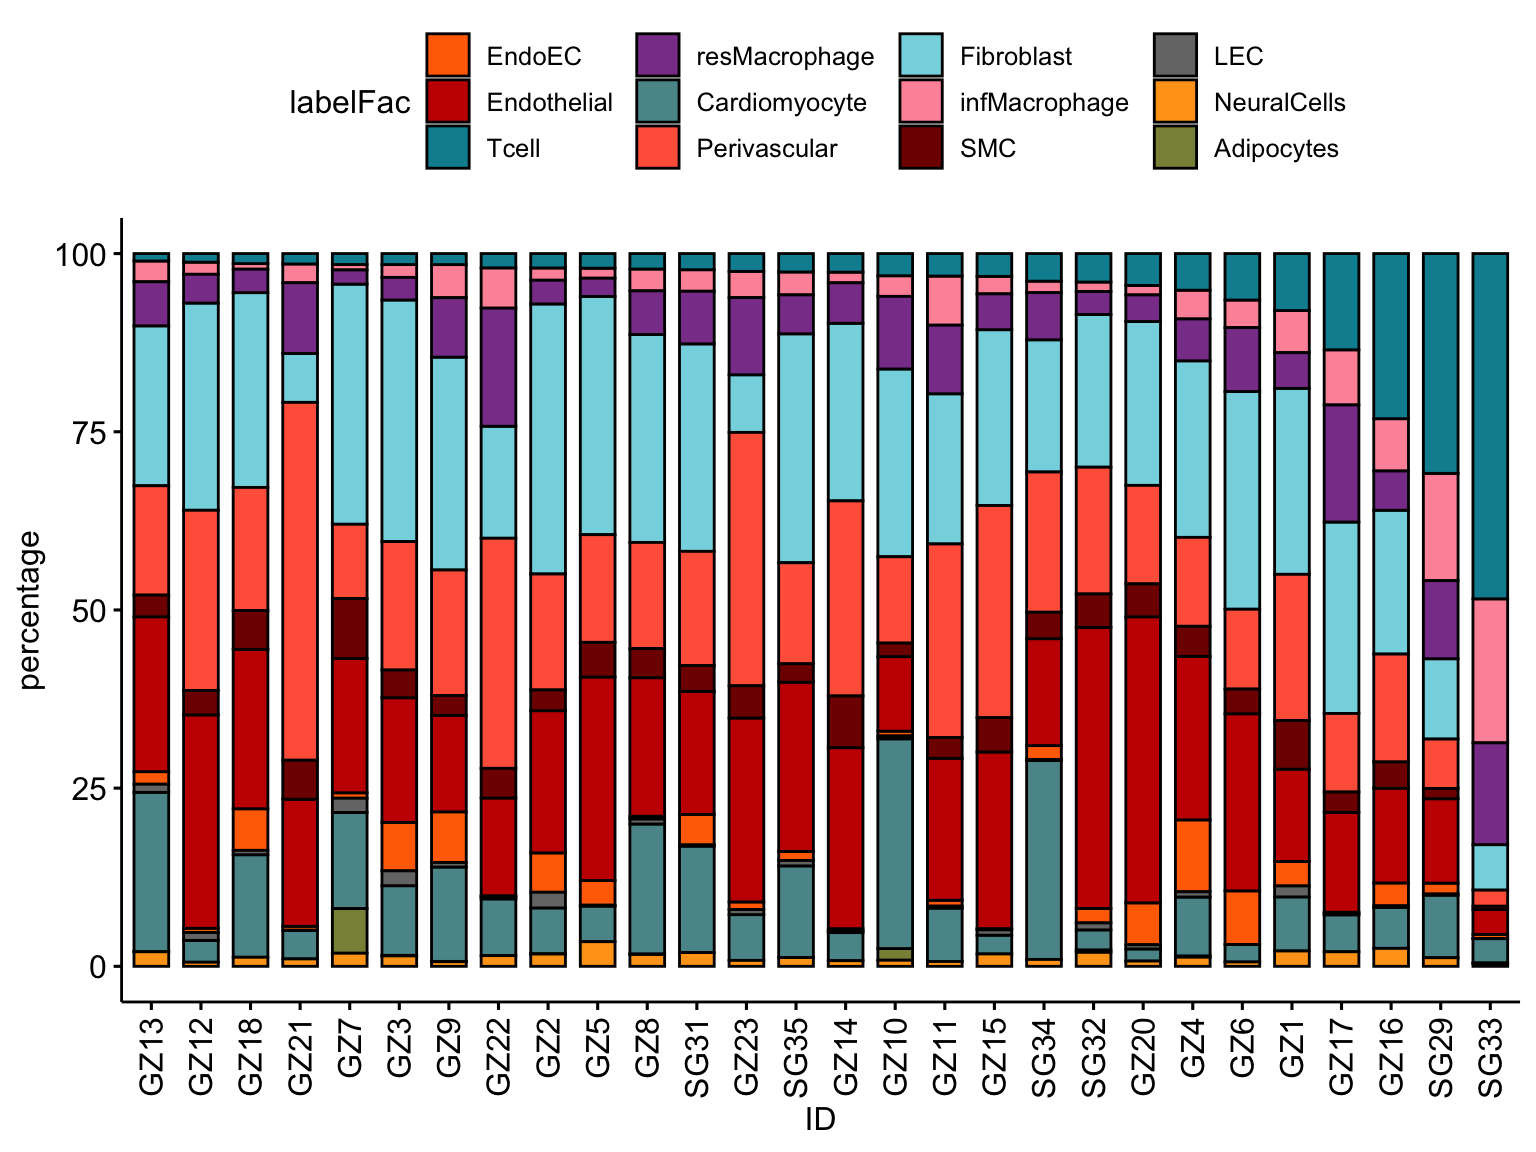 EndoEC resMacrophage Fibroblast LEC
labelFac Endothelial Cardiomyocyte infMacrophage NeuralCells
Tcell Perivascular SMC Adipocytes
100
75
50
25
0
percentage
GZ13 GZ12 GZ18 GZ21 GZ7 GZ3 GZ9 GZ22 GZ2 GZ5 GZ8 SG31 GZ23 SG35 GZ14 GZ10 GZ11 GZ15 SG34 SG32 GZ20 GZ4 GZ6 GZ1 GZ17 GZ16 SG29 SG33
ID